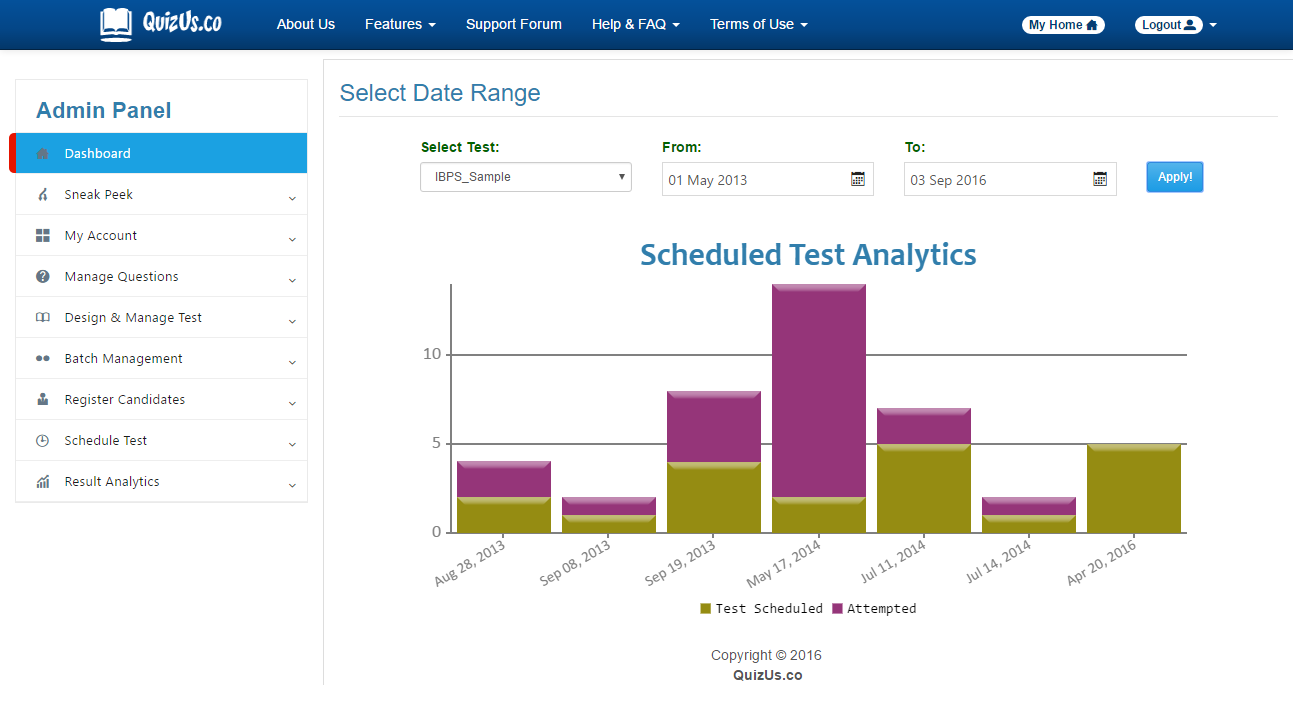 QuizUs.co About Us Features Support Forum Help & FAQ Terms of Use My Home Logout
Admin Panel
Dashboard
Sneak Peek
My Account
Manage Questions
Design & Manage Test
Batch Management
Register Candidates
Schedule Test
Result Analytics
Select Date Range
Select Test: From: To:
IBPS_Sample 01 May 2013 03 Sep 2016 Apply!
Scheduled Test Analytics
10
5
0
Aug 28, 2013 Sep 08, 2013 Sep 19, 2013 May 17, 2014 Jul 11, 2014 Jul 14, 2014 Apr 20, 2016
Test Scheduled Attempted
Copyright © 2016
QuizUs.co